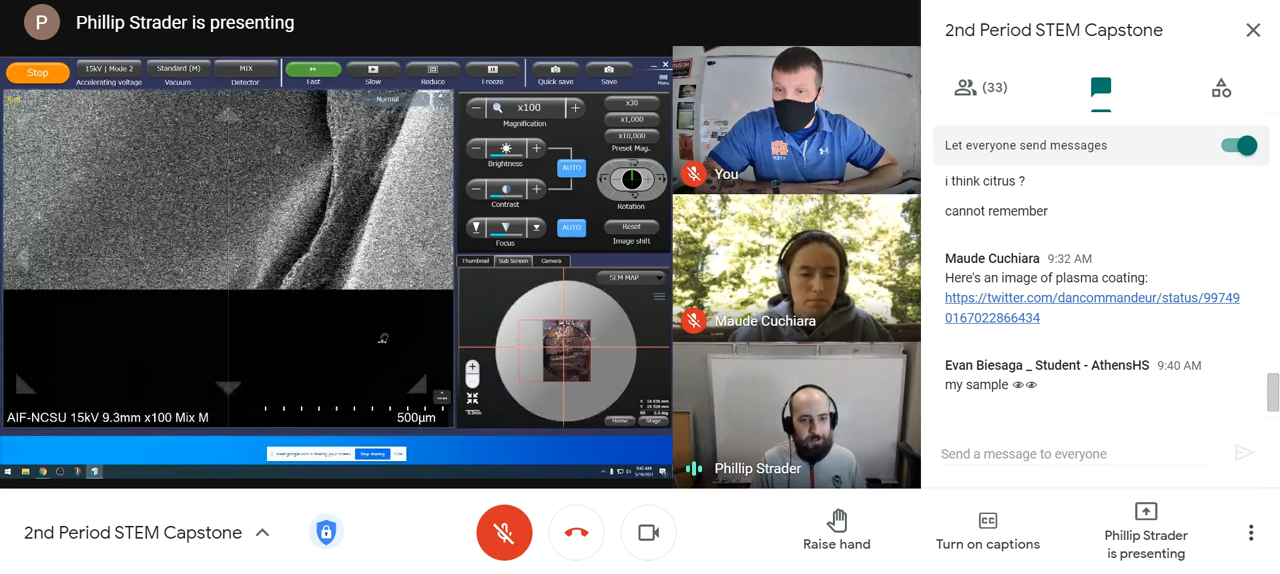 P
Phillip Strader is presenting
Stop
15kV | Mode 2
Accelerating voltage
Standard (M)
Vacuum
MIX
Detector
Fast
Slow
Reduce
Freeze
Quick save
Save
Menu
Normal
x100
Magnification
x30
x1,000
x10,000
Preset Mag.
Brightness
AUTO
Contrast
Rotation
AUTO
Focus
Reset
Image shift
Thumbnail
Sub Screen
Camera
SEM MAP
Home
Stage
AIF-NCSU 15kV 9.3mm x100 Mix M
500µm
Stop sharing
Hide
You
Maude Cuchiara
Phillip Strader
2nd Period STEM Capstone
(33)
Let everyone send messages
i think citrus ?
cannot remember
Maude Cuchiara 9:32 AM
Here's an image of plasma coating:
https://twitter.com/dancommandeur/status/99749
0167022866434
Evan Biesaga _ Student - AthensHS 9:40 AM
my sample 👀
Send a message to everyone
2nd Period STEM Capstone
Raise hand
CC
Turn on captions
Phillip Strader
is presenting